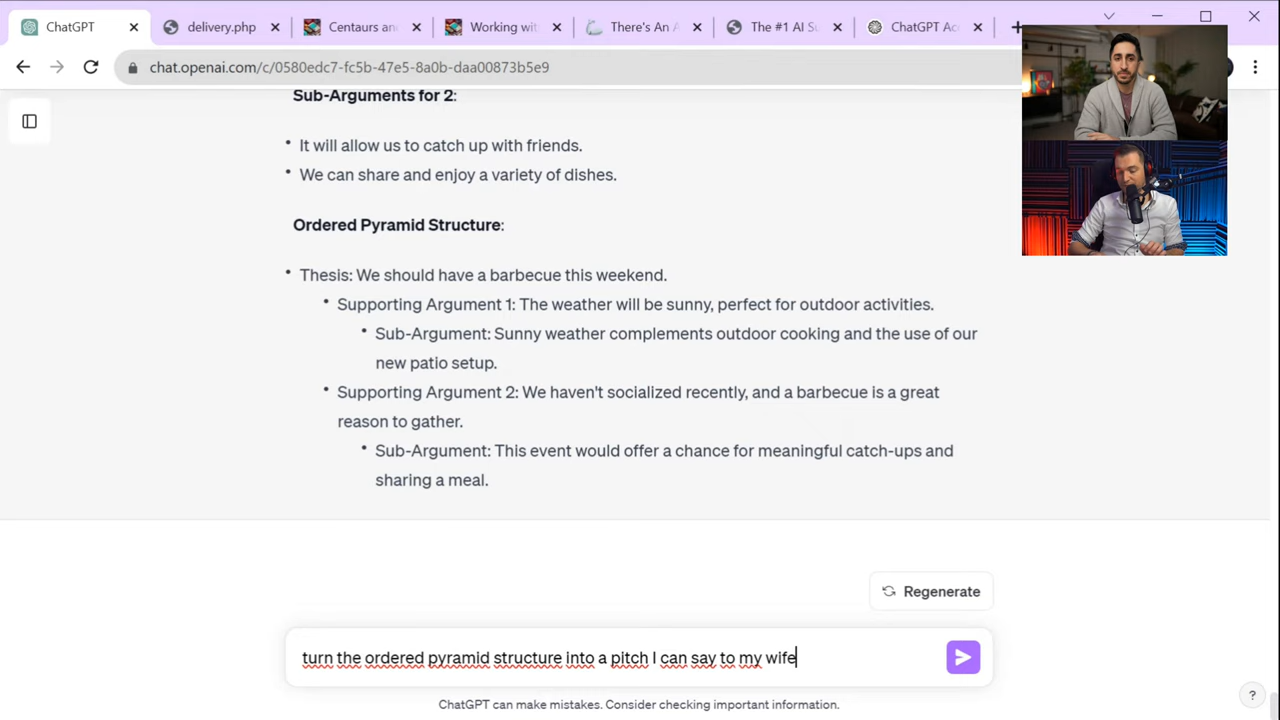 ChatGPT
delivery.php
Centaurs an
Working wit
There's An A
The #1 AI Su
ChatGPT Ac
chat.openai.com/c/0580edc7-fc5b-47e5-8a0b-daa00873b5e9
Sub-Arguments for 2:
• It will allow us to catch up with friends.
• We can share and enjoy a variety of dishes.
Ordered Pyramid Structure:
• Thesis: We should have a barbecue this weekend.
• Supporting Argument 1: The weather will be sunny, perfect for outdoor activities.
• Sub-Argument: Sunny weather complements outdoor cooking and the use of our
new patio setup.
• Supporting Argument 2: We haven't socialized recently, and a barbecue is a great
reason to gather.
• Sub-Argument: This event would offer a chance for meaningful catch-ups and
sharing a meal.
Regenerate
turn the ordered pyramid structure into a pitch I can say to my wife
ChatGPT can make mistakes. Consider checking important information.
?